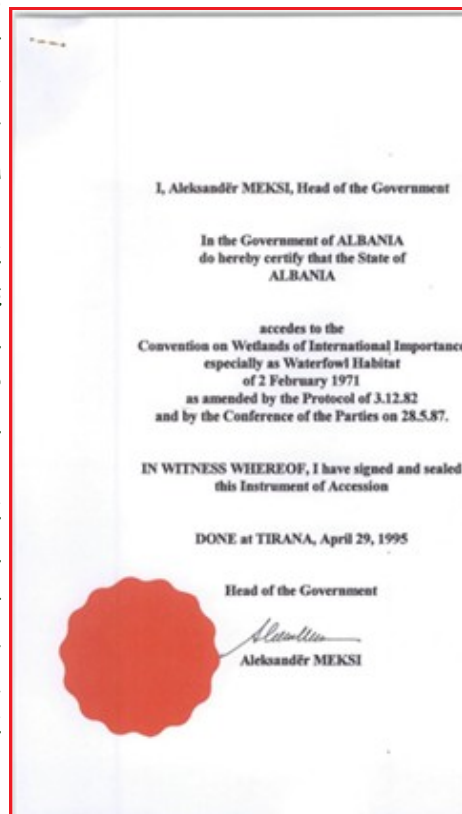 I, Aleksandër MEKSI, Head of the Government
In the Government of ALBANIA
do hereby certify that the State of
ALBANIA
accedes to the
Convention on Wetlands of International Importance
especially as Waterfowl Habitat
of 2 February 1971
as amended by the Protocol of 3.12.82
and by the Conference of the Parties on 28.5.87.
IN WITNESS WHEREOF, I have signed and sealed
this Instrument of Accession
DONE at TIRANA, April 29, 1995
Head of the Government
Aleksandër MEKSI